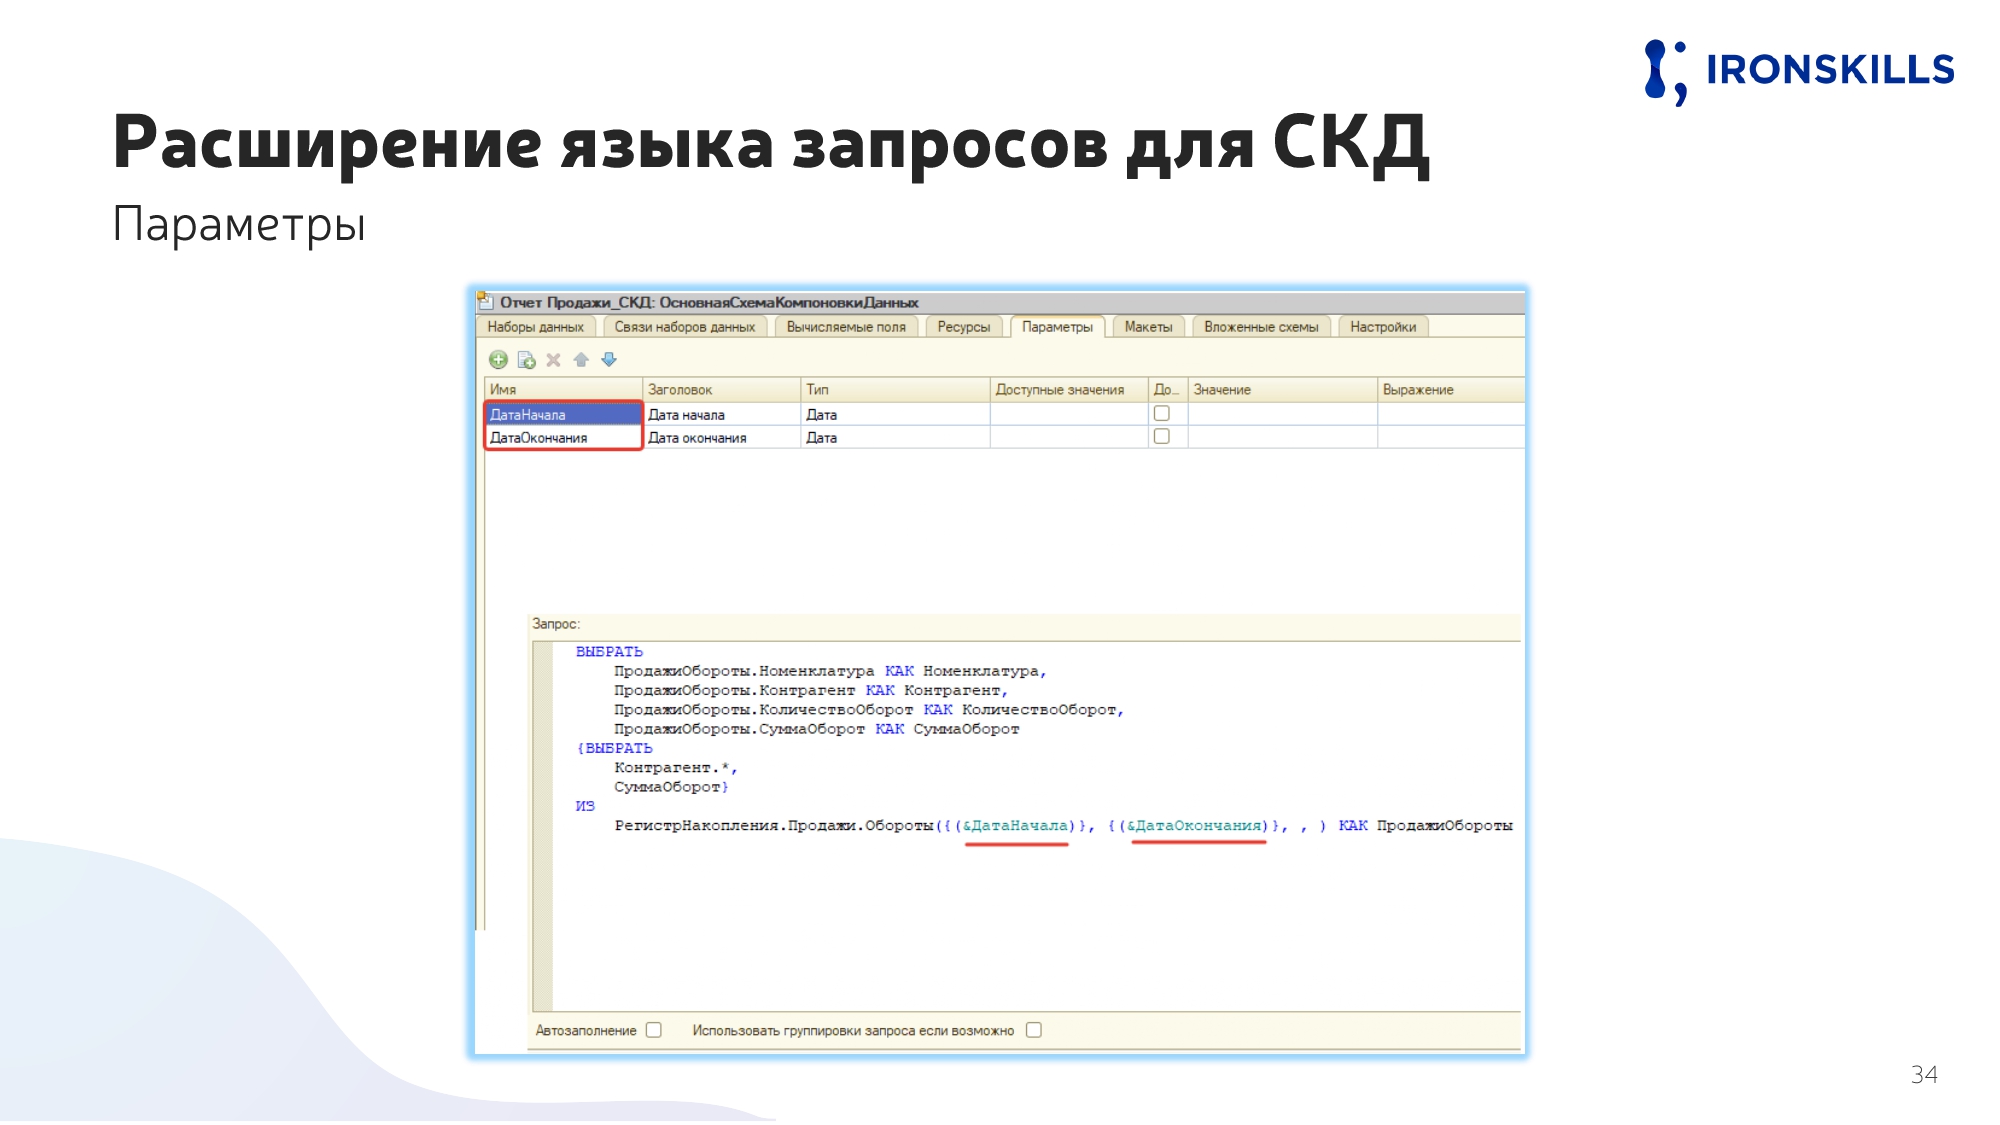 IRONSKILLS
Расширение языка запросов для СКД
Параметры
Отчет Продажи_СКД: ОсновнаяСхемаКомпоновкиДанных
Наборы данных Связи наборов данных Вычисляемые поля Ресурсы Параметры Макеты Вложенные схемы Настройки
Имя Заголовок Тип Доступные значения До... Значение Выражение
ДатаНачала Дата начала Дата
ДатаОкончания Дата окончания Дата
Запрос:
ВЫБРАТЬ
ПродажиОбороты.Номенклатура КАК Номенклатура,
ПродажиОбороты.Контрагент КАК Контрагент,
ПродажиОбороты.КоличествоОборот КАК КоличествоОборот,
ПродажиОбороты.СуммаОборот КАК СуммаОборот
{ВЫБРАТЬ
Контрагент.*,
СуммаОборот}
ИЗ
РегистрНакопления.Продажи.Обороты({(&ДатаНачала)}, {(&ДатаОкончания)}, , ) КАК ПродажиОбороты
Автозаполнение Использовать группировки запроса если возможно
34